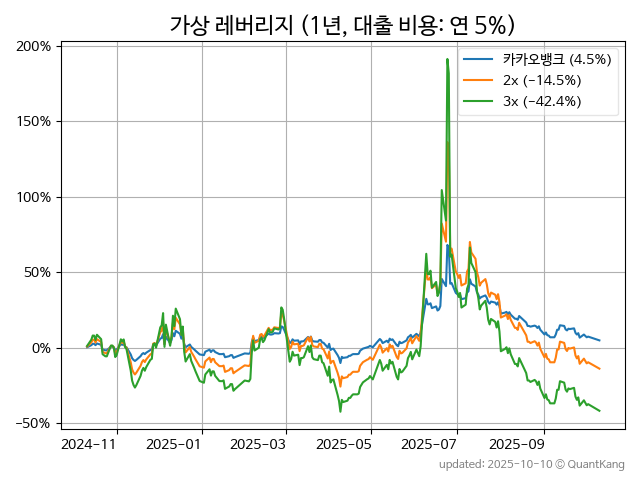 가상 레버리지 (1년, 대출 비용: 연 5%)
200%
150%
100%
50%
0%
−50%
카카오뱅크 (4.5%)
2x (−14.5%)
3x (−42.4%)
2024-11
2025-01
2025-03
2025-05
2025-07
2025-09
updated: 2025-10-10 © QuantKang